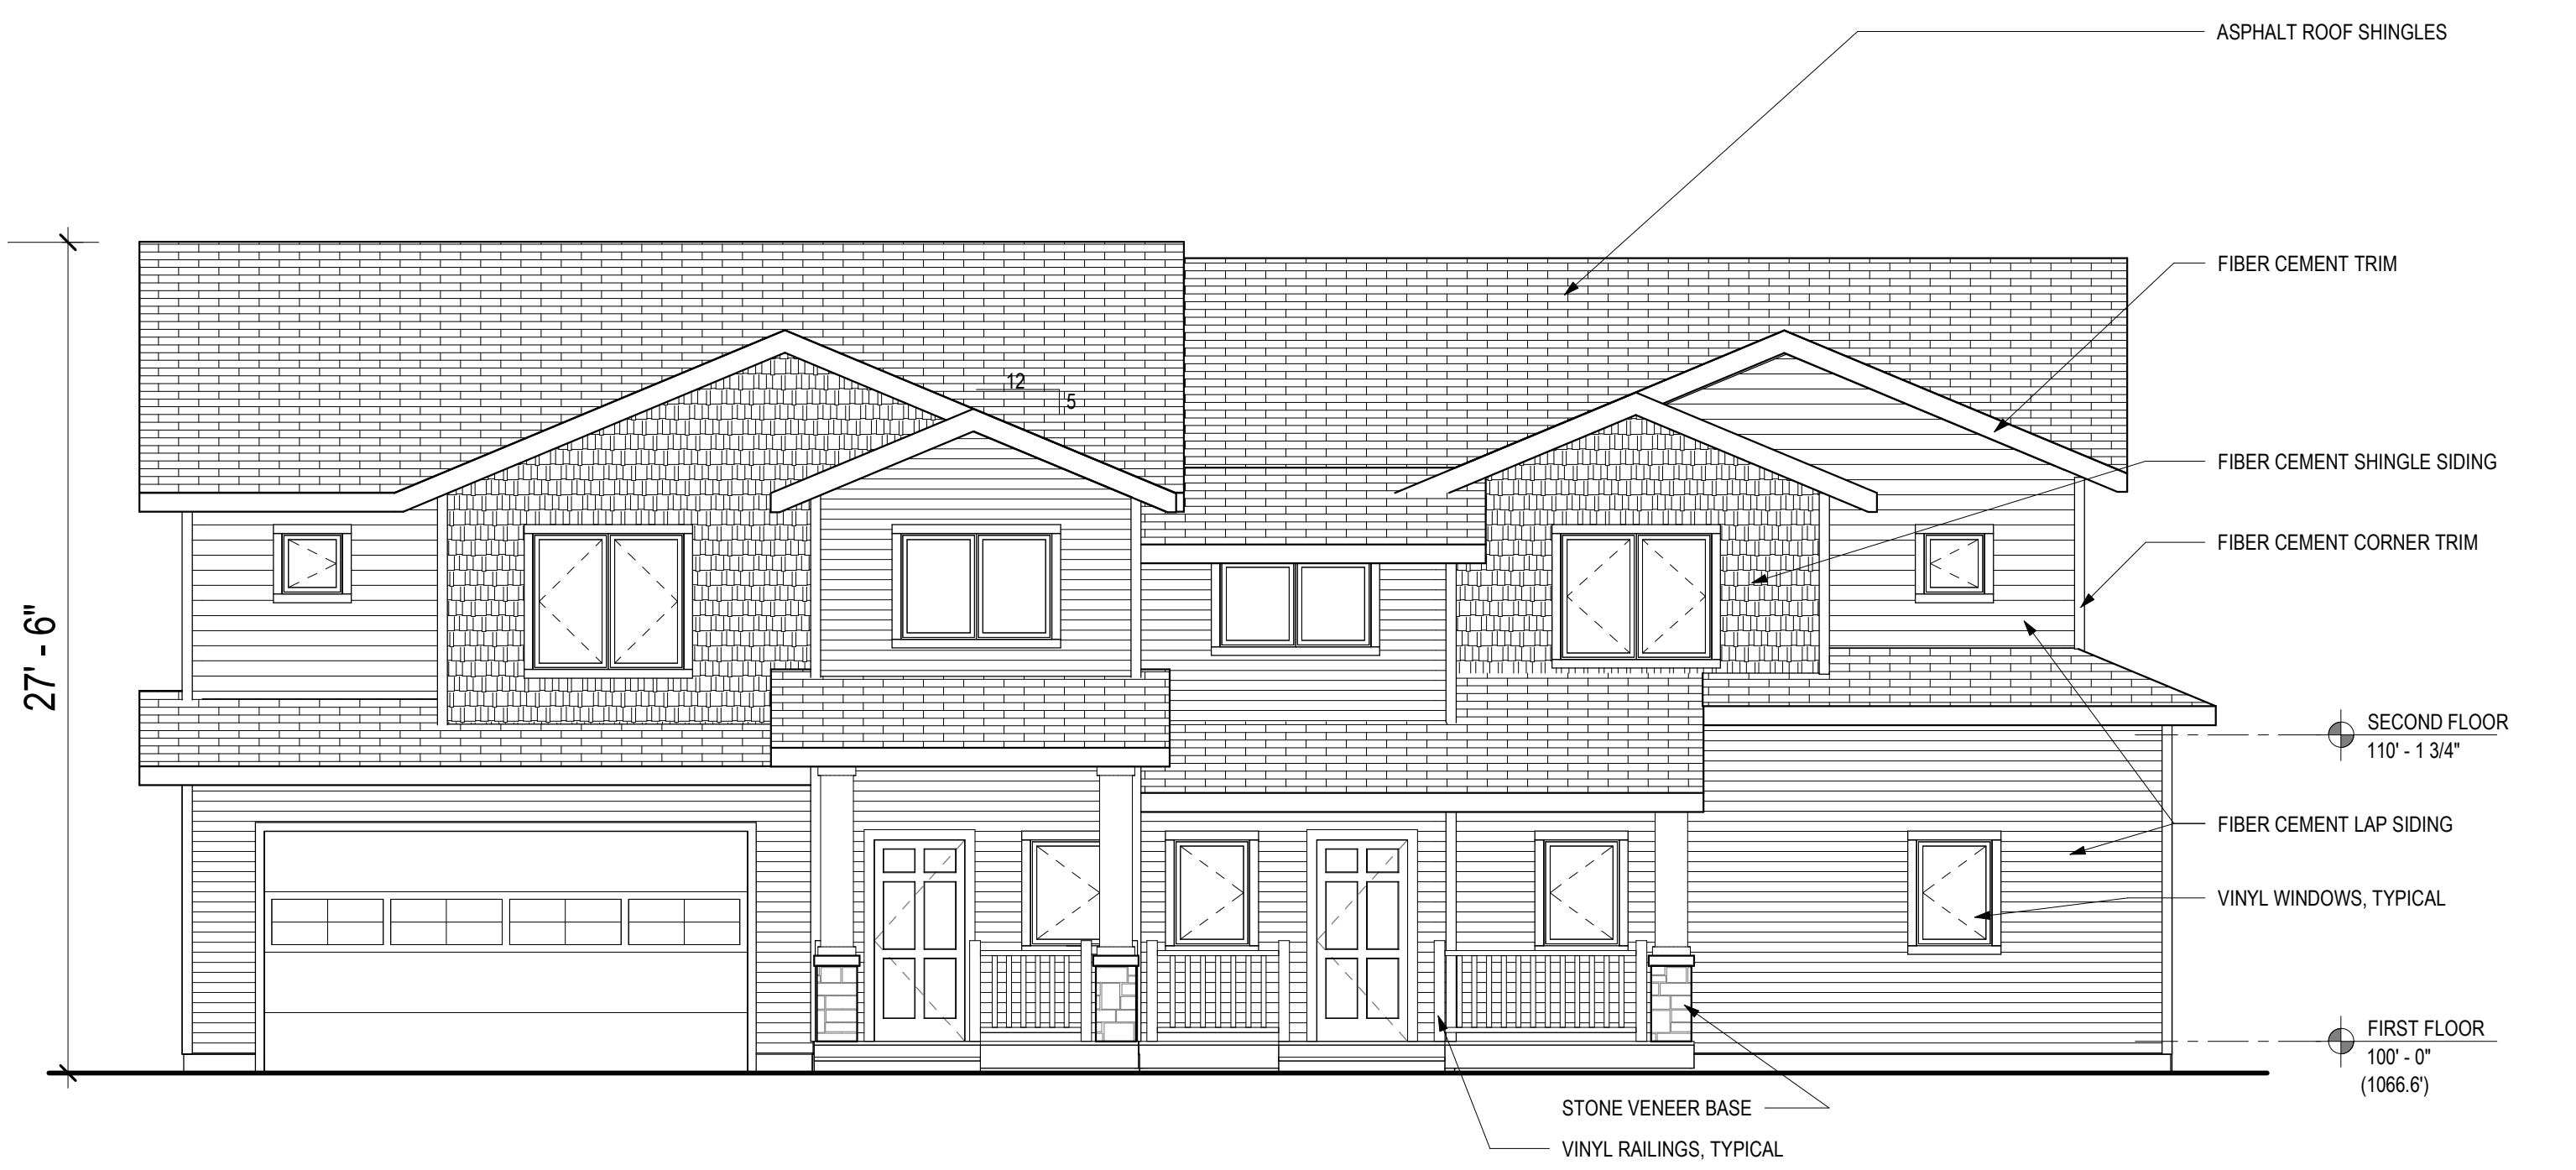 ASPHALT ROOF SHINGLES
FIBER CEMENT TRIM
12
5
FIBER CEMENT SHINGLE SIDING
FIBER CEMENT CORNER TRIM
27' - 6"
SECOND FLOOR
110' - 1 3/4"
FIBER CEMENT LAP SIDING
VINYL WINDOWS, TYPICAL
FIRST FLOOR
100' - 0"
(1066.6')
STONE VENEER BASE
VINYL RAILINGS, TYPICAL